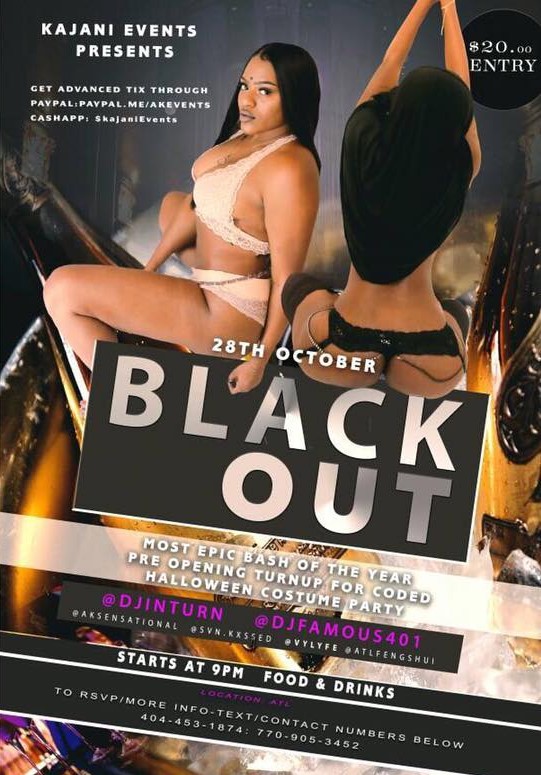 KAJANI EVENTS
PRESENTS
$20.00
ENTRY
GET ADVANCED TIX THROUGH
PAYPAL:PAYPAL.ME/AKEVENTS
CASHAPP: $kajaniEvents
28TH OCTOBER
BLACK
OUT
MOST EPIC BASH OF THE YEAR
PRE OPENING TURNUP FOR CODED
HALLOWEEN COSTUME PARTY
@DJINTURN @DJFAMOUS401
@AKSENSATIONAL @SVN.KXSSED @VYLYFE @ATLFENGSHUI
STARTS AT 9PM FOOD & DRINKS
LOCATION: ATL
TO RSVP/MORE INFO-TEXT/CONTACT NUMBERS BELOW
404-453-1874: 770-905-3452